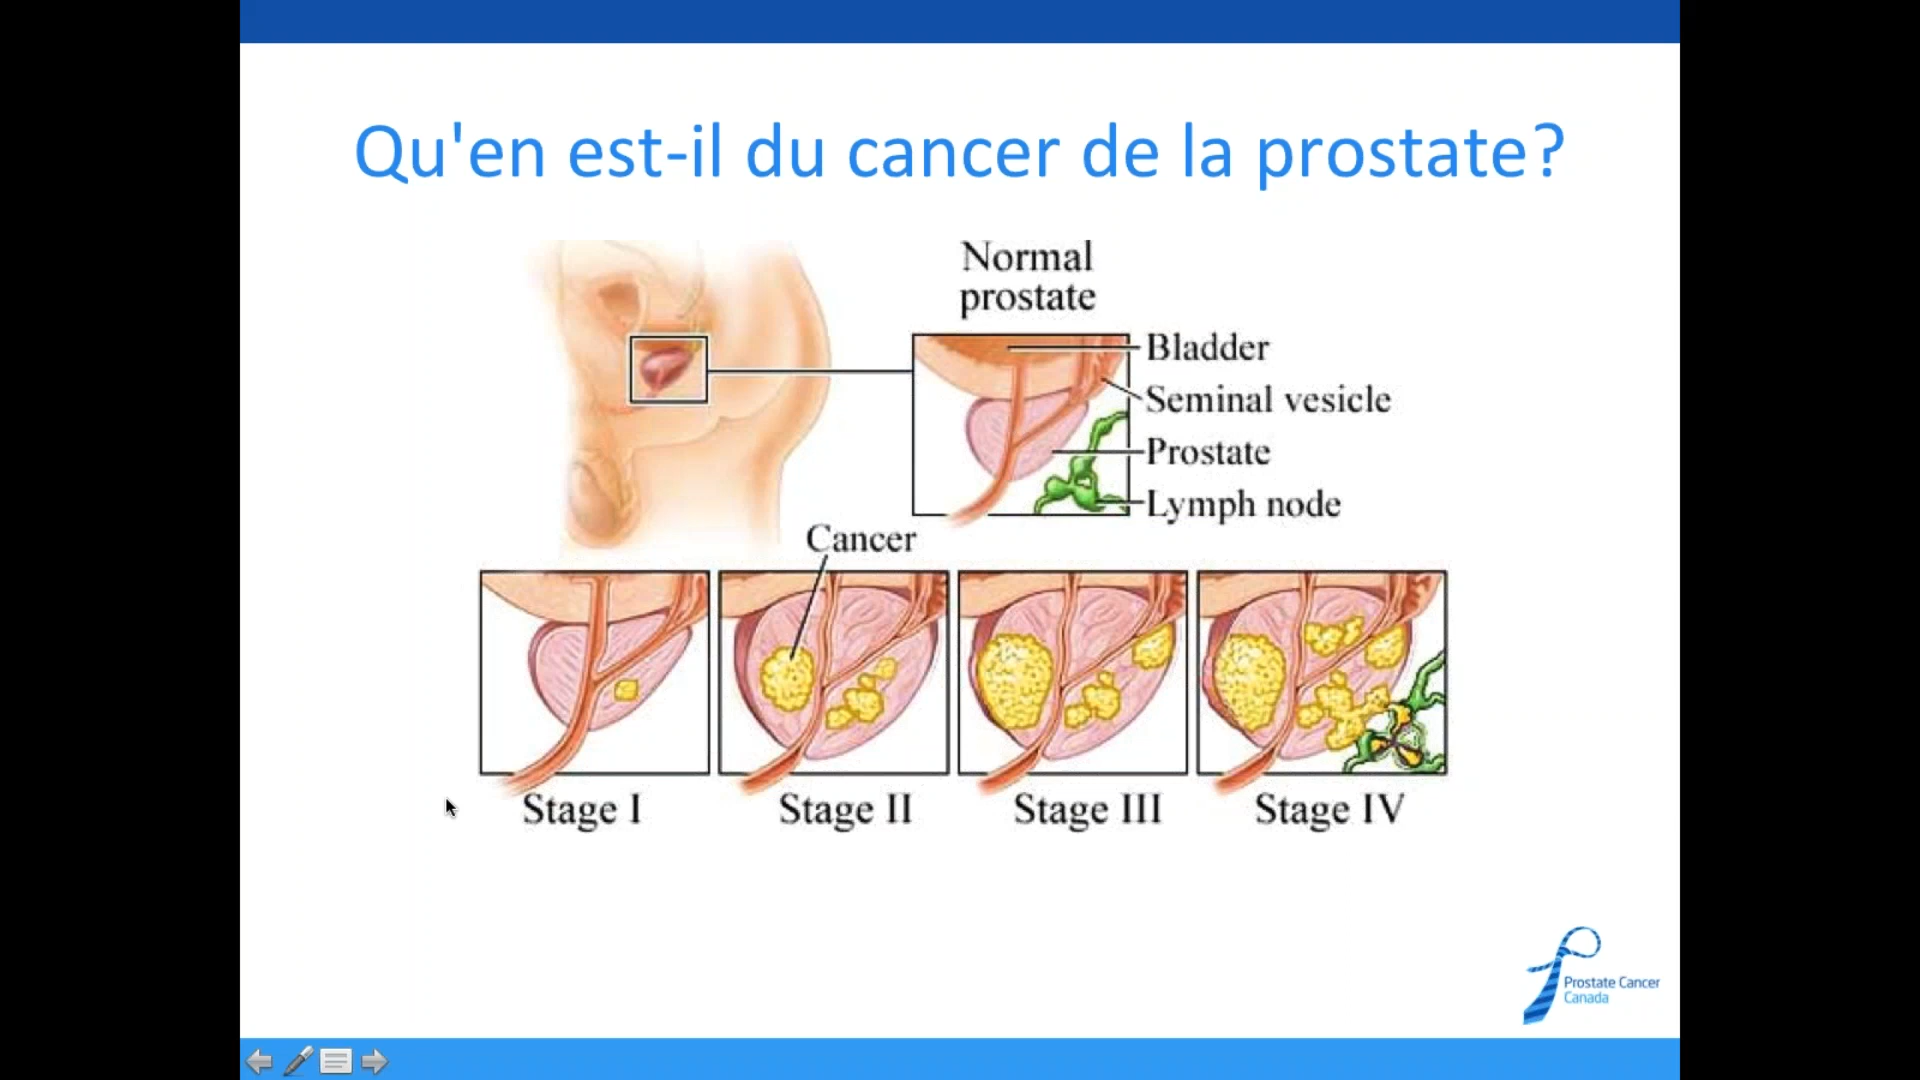 Qu'en est-il du cancer de la prostate?
Normal
prostate
Bladder
Seminal vesicle
Prostate
Lymph node
Cancer
Stage I
Stage II
Stage III
Stage IV
Prostate Cancer
Canada